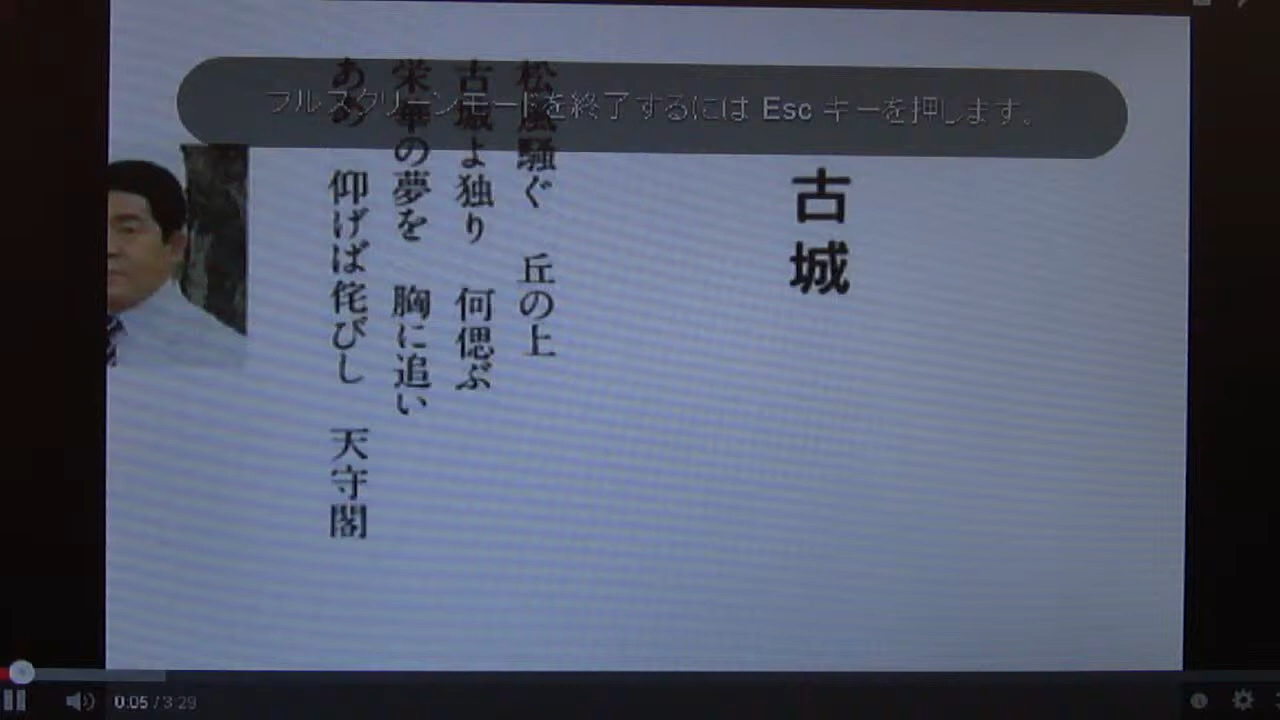 フルスクリーンモードを終了するには Esc キーを押します。
古城
松風騒ぐ 丘の上
古城よ独り 何偲ぶ
栄華の夢を 胸に追い
あゝ 仰げば侘びし 天守閣
0:05 / 3:29